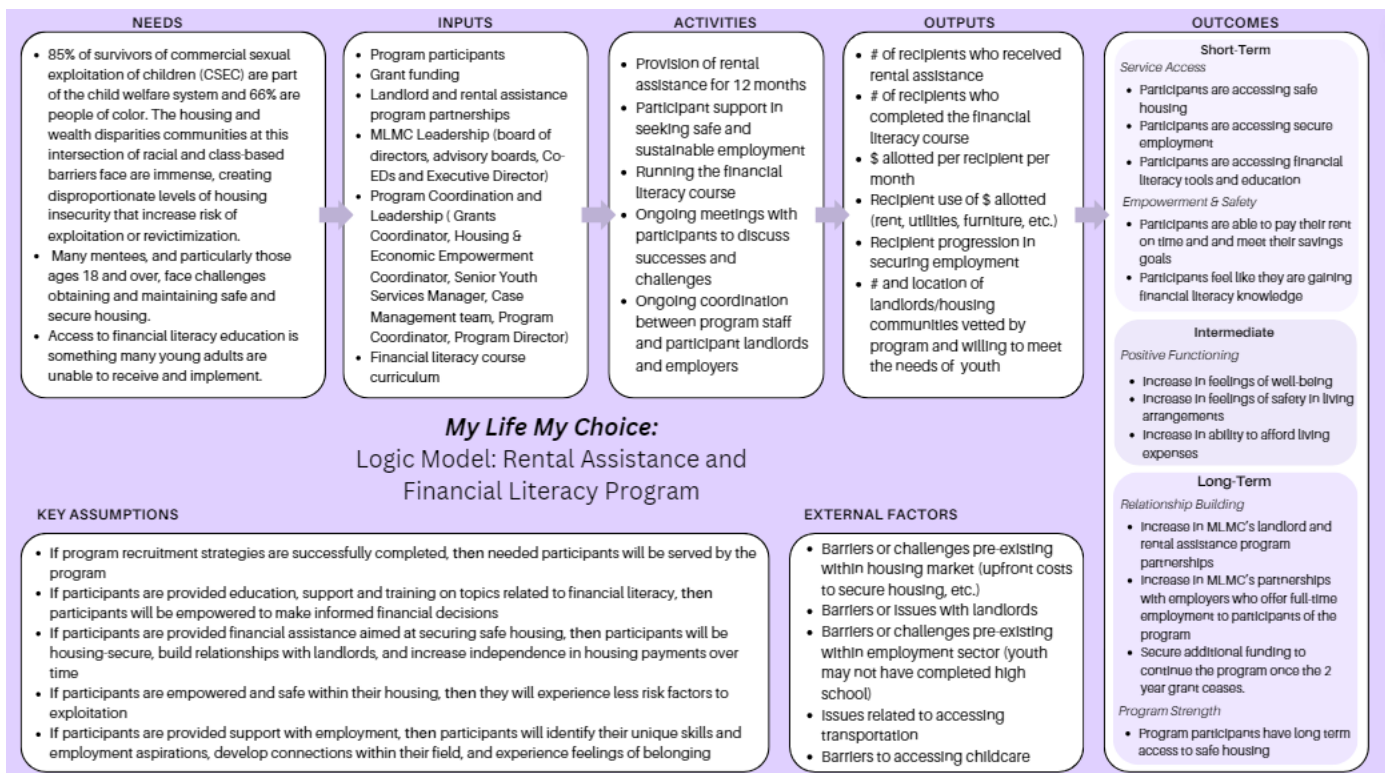 NEEDS
• 85% of survivors of commercial sexual
exploitation of children (CSEC) are part
of the child welfare system and 66% are
people of color. The housing and
wealth disparities communities at this
intersection of racial and class-based
barriers face are immense, creating
disproportionate levels of housing
insecurity that increase risk of
exploitation or revictimization.
• Many mentees, and particularly those
ages 18 and over, face challenges
obtaining and maintaining safe and
secure housing.
• Access to financial literacy education is
something many young adults are
unable to receive and implement.
INPUTS
• Program participants
• Grant funding
• Landlord and rental assistance
program partnerships
• MLMC Leadership (board of
directors, advisory boards, Co-
EDs and Executive Director)
• Program Coordination and
Leadership ( Grants
Coordinator, Housing &
Economic Empowerment
Coordinator, Senior Youth
Services Manager, Case
Management team, Program
Coordinator, Program Director)
• Financial literacy course
curriculum
ACTIVITIES
• Provision of rental
assistance for 12 months
• Participant support in
seeking safe and
sustainable employment
• Running the financial
literacy course
• Ongoing meetings with
participants to discuss
successes and
challenges
• Ongoing coordination
between program staff
and participant landlords
and employers
OUTPUTS
• # of recipients who received
rental assistance
• # of recipients who
completed the financial
literacy course
• $ allotted per recipient per
month
• Recipient use of $ allotted
(rent, utilities, furniture, etc.)
• Recipient progression in
securing employment
• # and location of
landlords/housing
communities vetted by
program and willing to meet
the needs of youth
OUTCOMES
Short-Term
Service Access
• Participants are accessing safe
housing
• Participants are accessing secure
employment
• Participants are accessing financial
literacy tools and education
Empowerment & Safety
• Participants are able to pay their rent
on time and and meet their savings
goals
• Participants feel like they are gaining
financial literacy knowledge
Intermediate
Positive Functioning
• Increase in feelings of well-being
• Increase in feelings of safety in living
arrangements
• Increase in ability to afford living
expenses
Long-Term
Relationship Building
• Increase in MLMC's landlord and
rental assistance program
partnerships
• Increase in MLMC's partnerships
with employers who offer full-time
employment to participants of the
program
• Secure additional funding to
continue the program once the 2
year grant ceases.
Program Strength
• Program participants have long term
access to safe housing
My Life My Choice:
Logic Model: Rental Assistance and
Financial Literacy Program
KEY ASSUMPTIONS
• If program recruitment strategies are successfully completed, then needed participants will be served by the
program
• If participants are provided education, support and training on topics related to financial literacy, then
participants will be empowered to make informed financial decisions
• If participants are provided financial assistance aimed at securing safe housing, then participants will be
housing-secure, build relationships with landlords, and increase independence in housing payments over
time
• If participants are empowered and safe within their housing, then they will experience less risk factors to
exploitation
• If participants are provided support with employment, then participants will identify their unique skills and
employment aspirations, develop connections within their field, and experience feelings of belonging
EXTERNAL FACTORS
• Barriers or challenges pre-existing
within housing market (upfront costs
to secure housing, etc.)
• Barriers or issues with landlords
• Barriers or challenges pre-existing
within employment sector (youth
may not have completed high
school)
• Issues related to accessing
transportation
• Barriers to accessing childcare